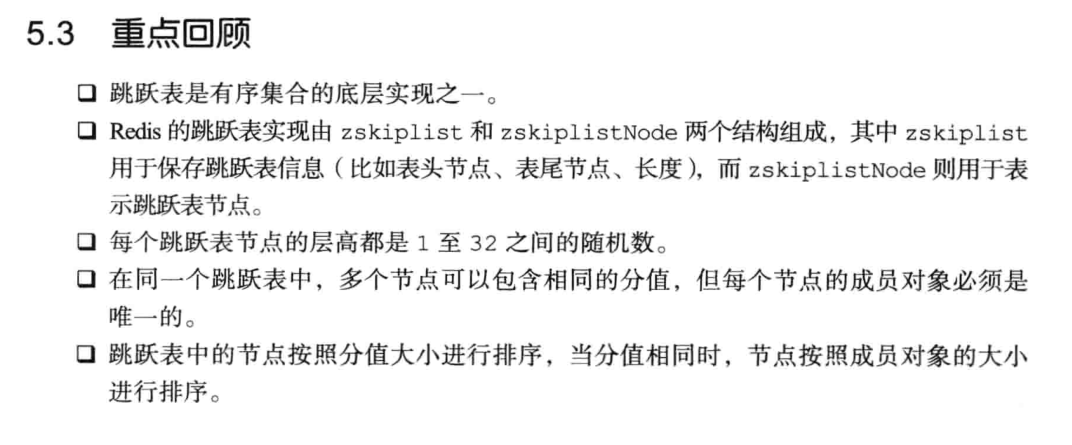 5.3 重点回顾
❑ 跳跃表是有序集合的底层实现之一。
❑ Redis 的跳跃表实现由 zskiplist 和 zskiplistNode 两个结构组成，其中 zskiplist
用于保存跳跃表信息（比如表头节点、表尾节点、长度），而 zskiplistNode 则用于表
示跳跃表节点。
❑ 每个跳跃表节点的层高都是 1 至 32 之间的随机数。
❑ 在同一个跳跃表中，多个节点可以包含相同的分值，但每个节点的成员对象必须是
唯一的。
❑ 跳跃表中的节点按照分值大小进行排序，当分值相同时，节点按照成员对象的大小
进行排序。